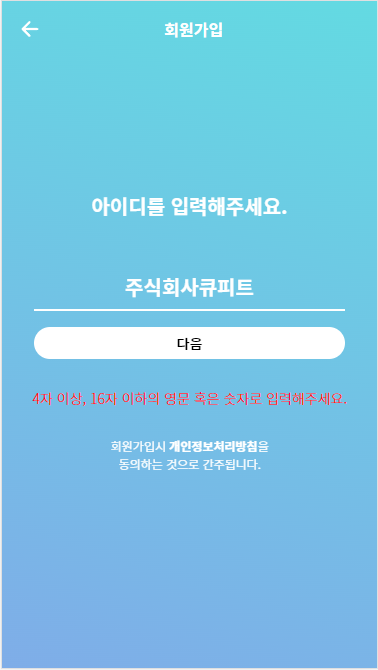 회원가입
아이디를 입력해주세요.
주식회사큐피트
다음
4자 이상, 16자 이하의 영문 혹은 숫자로 입력해주세요.
회원가입시 개인정보처리방침을
동의하는 것으로 간주됩니다.